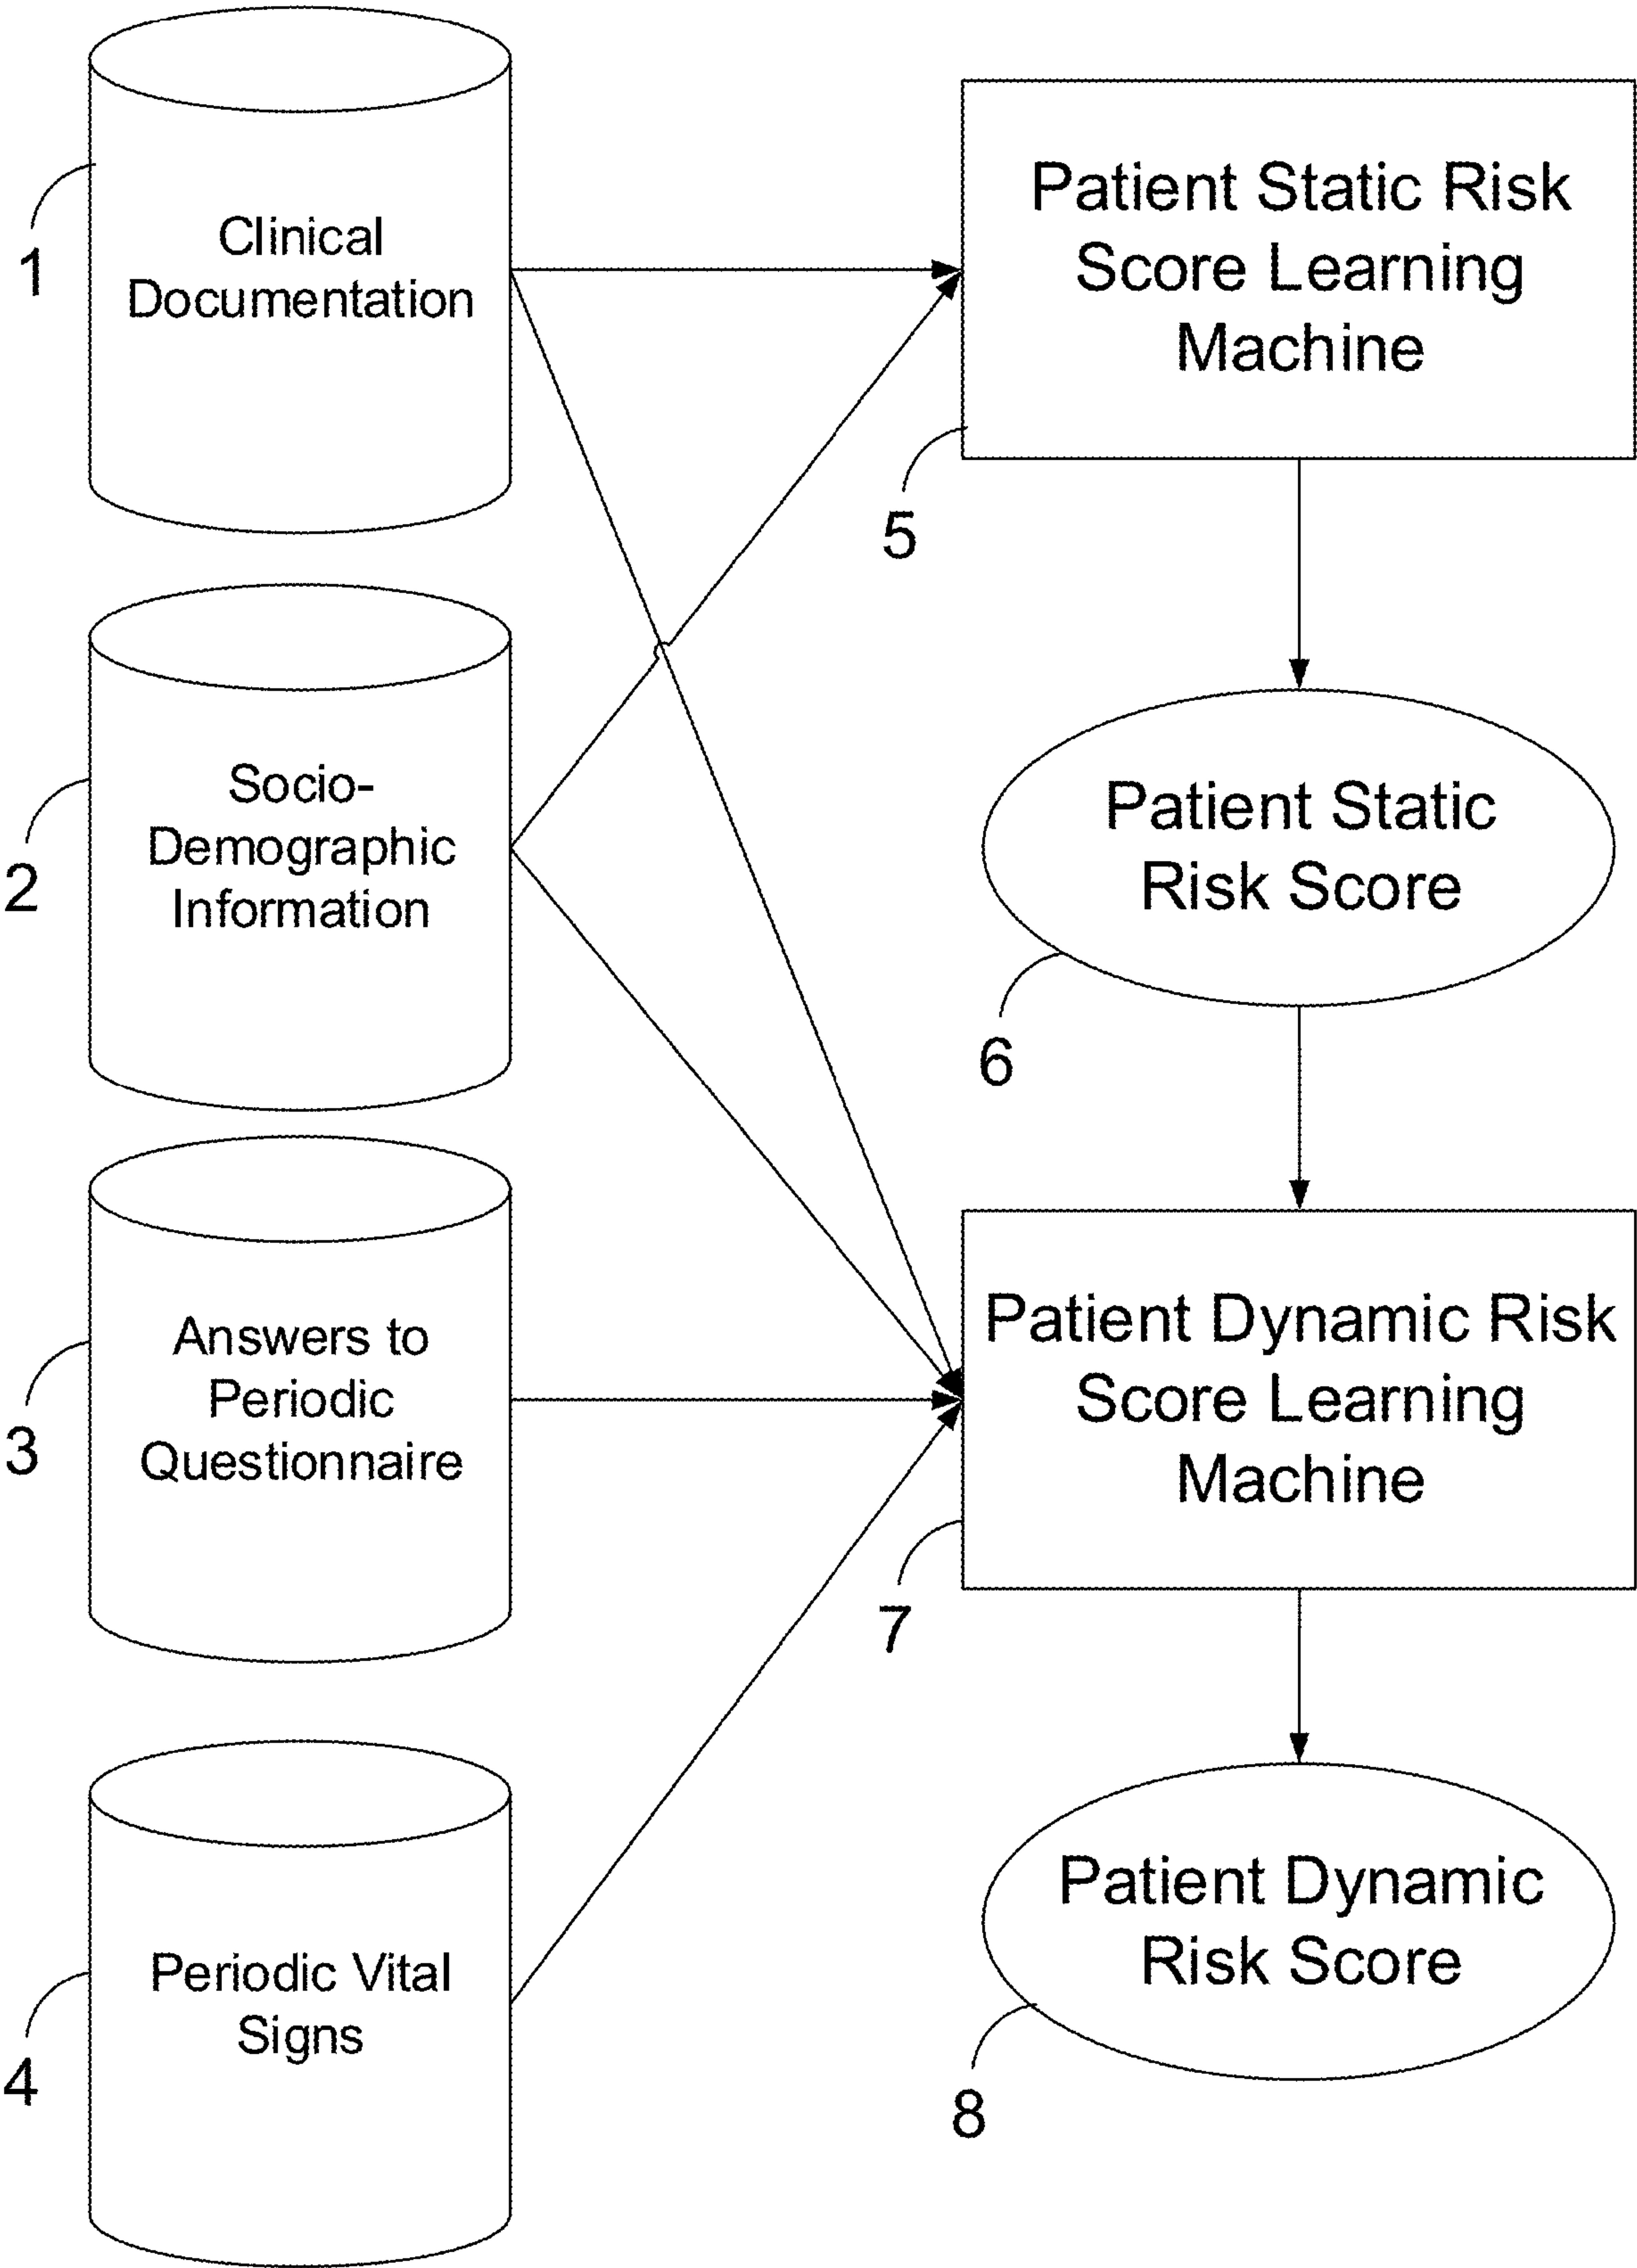 Clinical
Documentation
1
Socio-
Demographic
Information
2
Answers to
Periodic
Questionnaire
3
Periodic Vital
Signs
4
Patient Static Risk
Score Learning
Machine
5
Patient Static
Risk Score
6
Patient Dynamic Risk
Score Learning
Machine
7
Patient Dynamic
Risk Score
8